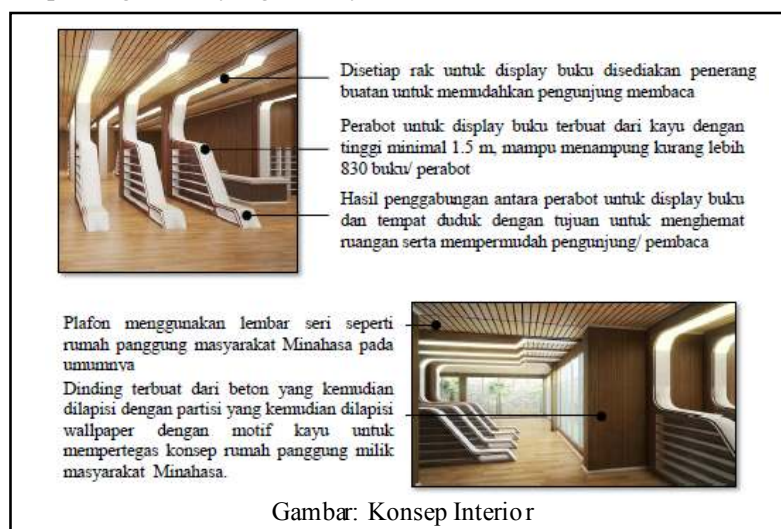 Disetiap rak untuk display buku disediakan penerang
buatan untuk memudahkan pengunjung membaca
Perabot untuk display buku terbuat dari kayu dengan
tinggi minimal 1.5 m, mampu menampung kurang lebih
830 buku/ perabot
Hasil penggabungan antara perabot untuk display buku
dan tempat duduk dengan tujuan untuk menghemat
ruangan serta mempermudah pengunjung/ pembaca
Plafon menggunakan lembar seri seperti
rumah panggung masyarakat Minahasa pada
umumnya
Dinding terbuat dari beton yang kemudian
dilapisi dengan partisi yang kemudian dilapisi
wallpaper dengan motif kayu untuk
mempertegas konsep rumah panggung milik
masyarakat Minahasa.
Gambar: Konsep Interior